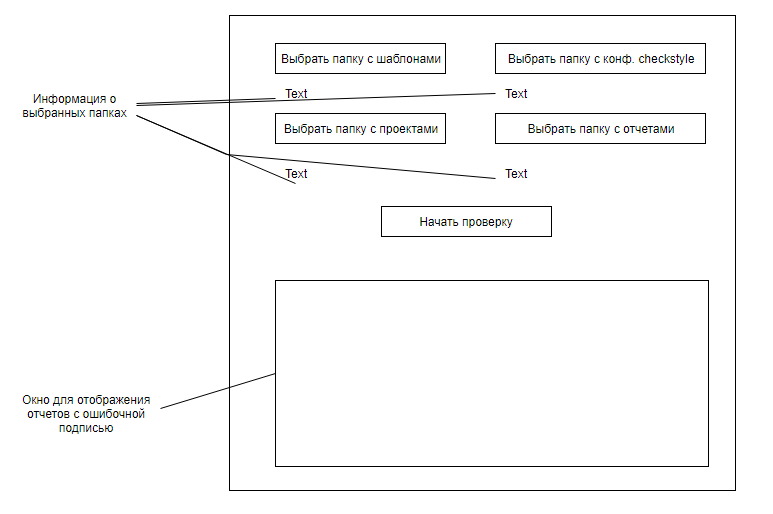 Выбрать папку с шаблонами
Выбрать папку с конф. checkstyle
Text
Text
Информация о
выбранных папках
Выбрать папку с проектами
Выбрать папку с отчетами
Text
Text
Начать проверку
Окно для отображения
отчетов с ошибочной
подписью